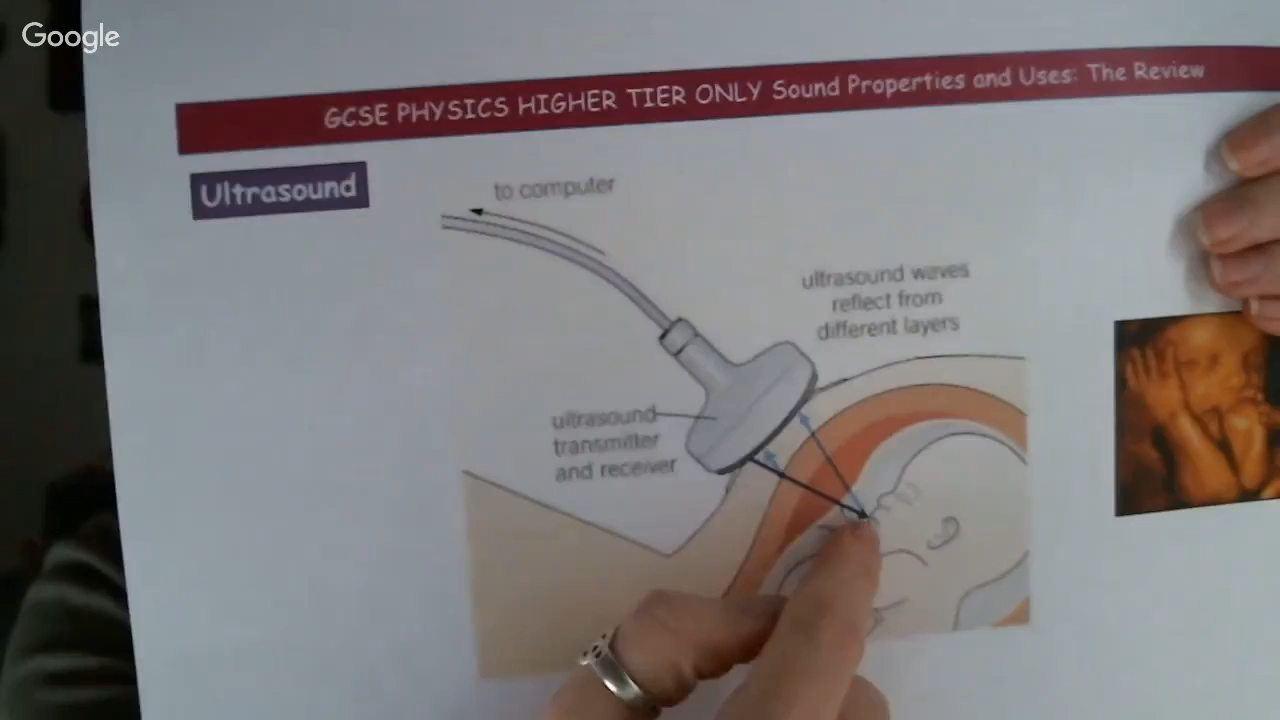 Google
GCSE PHYSICS HIGHER TIER ONLY Sound Properties and Uses: The Review
Ultrasound
to computer
ultrasound waves
reflect from
different layers
ultrasound
transmitter
and receiver